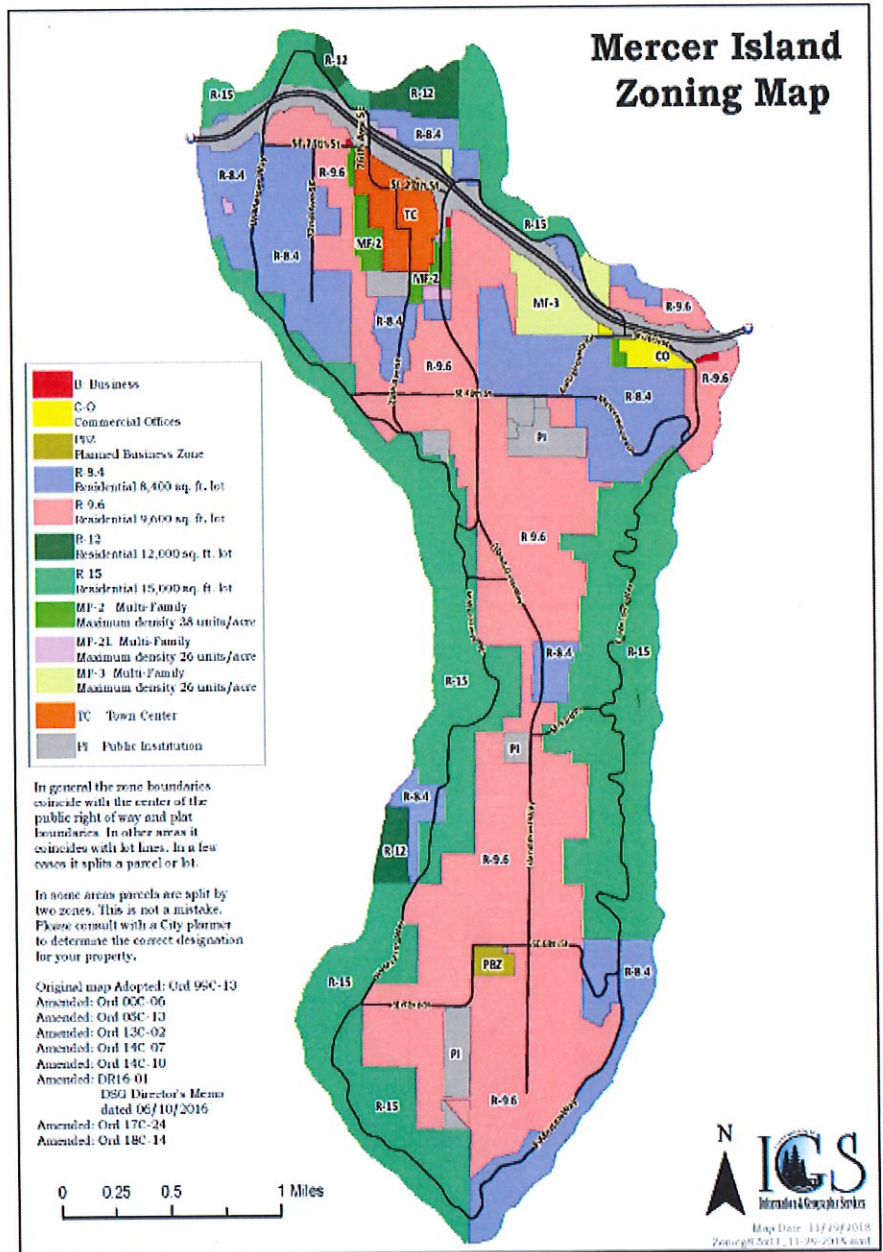 Mercer Island
Zoning Map
R-12
R-15
R-12
R-8.4
R-8.4
R-9.6
TC
R-15
MF-2
R-8.4
MF-2
MF-3
R-9.6
R-8.4
R-9.6
CO
R-9.6
SE 40th St
R-8.4
PI
R-9.6
R-8.4
R-15
R-15
PI
R-8.4
R-12
R-9.6
SE 68th St
PBZ
R-8.4
R-15
PI
R-9.6
R-15
B Business
C-O
Commercial Offices
PBZ
Planned Business Zone
R-8.4
Residential 8,400 sq. ft. lot
R-9.6
Residential 9,600 sq. ft. lot
R-12
Residential 12,000 sq. ft. lot
R-15
Residential 15,000 sq. ft. lot
MF-2 Multi-Family
Maximum density 38 units/acre
MF-2L Multi-Family
Maximum density 26 units/acre
MF-3 Multi-Family
Maximum density 26 units/acre
TC Town Center
PI Public Insititution
In general the zone boundaries
coincide with the center of the
public right of way and plat
boundaries. In other areas it
coincides with lot lines. In a few
cases it splits a parcel or lot.
In some areas parcels are split by
two zones. This is not a mistake.
Please consult with a City planner
to determine the correct designation
for your property.
Original map Adopted: Ord 99C-13
Amended: Ord 00C-06
Amended: Ord 05C-13
Amended: Ord 13C-02
Amended: Ord 14C-07
Amended: Ord 14C-10
Amended: DR16-01
DSG Director's Memo
dated 06/10/2016
Amended: Ord 17C-24
Amended: Ord 18C-14
0 0.25 0.5 1 Miles
N
IGS
Information & Geographic Services
Map Date: 11/29/2018